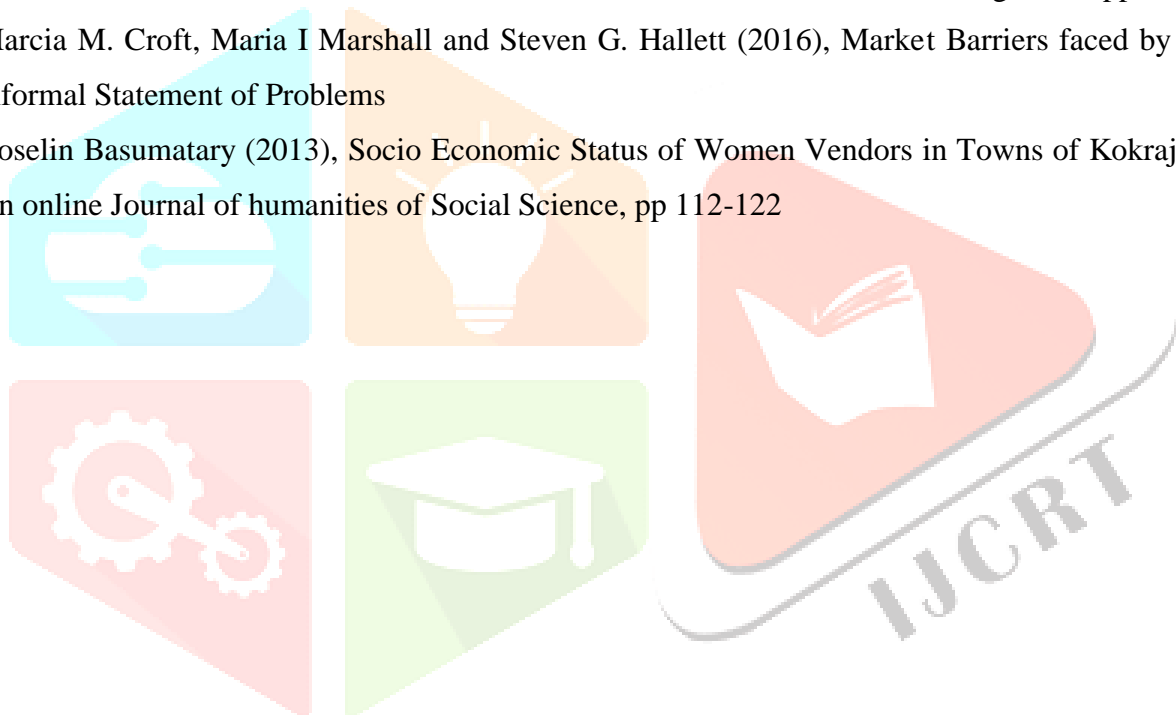 arcia M. Croft, Maria I Marshall and Steven G. Hallett (2016), Market Barriers faced by
formal Statement of Problems
oselin Basumatary (2013), Socio Economic Status of Women Vendors in Towns of Kokraj
n online Journal of humanities of Social Science, pp 112-122
IJCRT